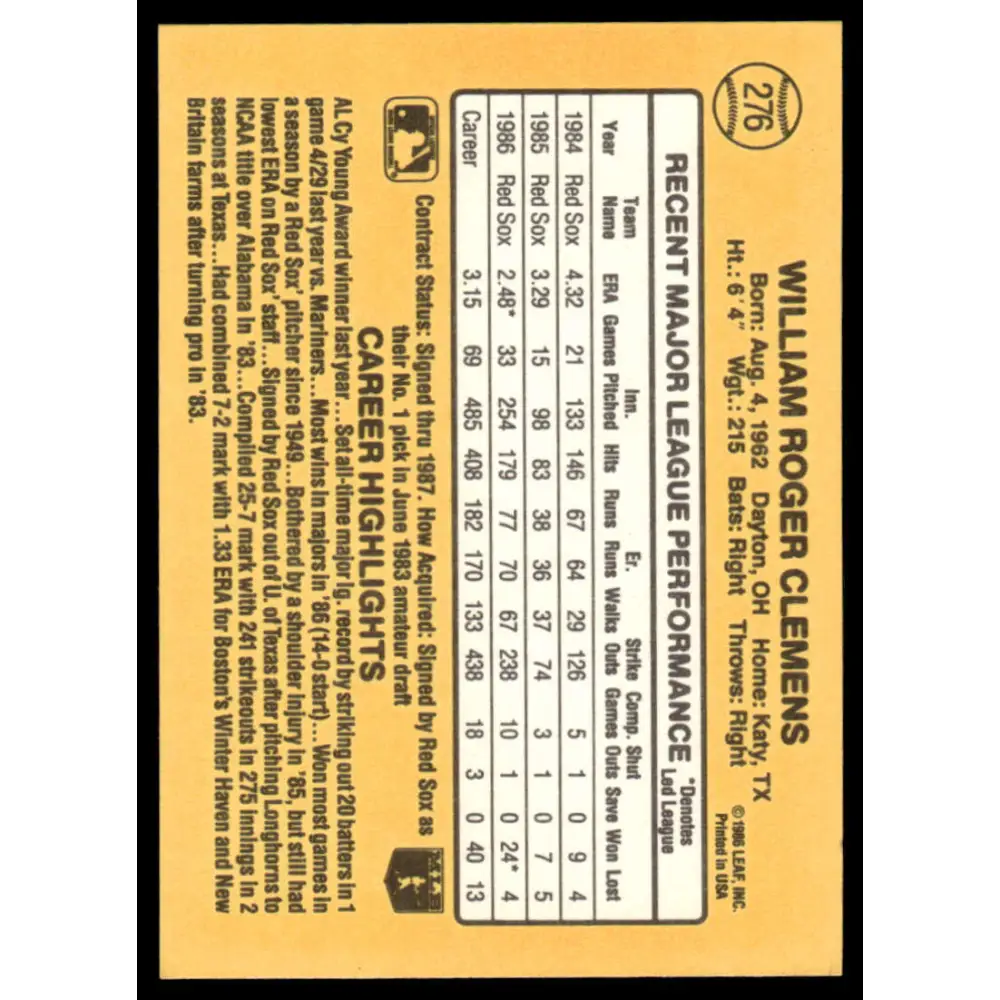 276
WILLIAM ROGER CLEMENS
Born: Aug. 4, 1962 Dayton, OH Home: Katy, TX
Ht.: 6'4" Wgt.: 215 Bats: Right Throws: Right
© 1986 LEAF, INC.
Printed in USA
RECENT MAJOR LEAGUE PERFORMANCE *Denotes Led League
Team Inn. Er. Strike Comp. Shut
Year Name ERA Games Pitched Hits Runs Runs Walks Outs Games Outs Save Won Lost
1984 Red Sox 4.32 21 133 146 67 64 29 126 5 1 0 9 4
1985 Red Sox 3.29 15 98 83 38 36 37 74 3 1 0 7 5
1986 Red Sox 2.48* 33 254 179 77 70 67 238 10 1 0 24* 4
Career 3.15 69 485 408 182 170 133 438 18 3 0 40 13
Contract Status: Signed thru 1987. How Acquired: Signed by Red Sox as
their No. 1 pick in June 1983 amateur draft
CAREER HIGHLIGHTS
AL Cy Young Award winner last year...Set all-time major lg. record by striking out 20 batters in 1
game 4/29 last year vs. Mariners...Most wins in majors in '86 (14-0 start)...Won most games in
a season by a Red Sox' pitcher since 1949...Bothered by a shoulder injury in '85, but still had
lowest ERA on Red Sox' staff...Signed by Red Sox out of U. of Texas after pitching Longhorns to
NCAA title over Alabama in '83...Compiled 25-7 mark with 241 strikeouts in 275 innings in 2
seasons at Texas...Had combined 7-2 mark with 1.33 ERA for Boston's Winter Haven and New
Britain farms after turning pro in '83.